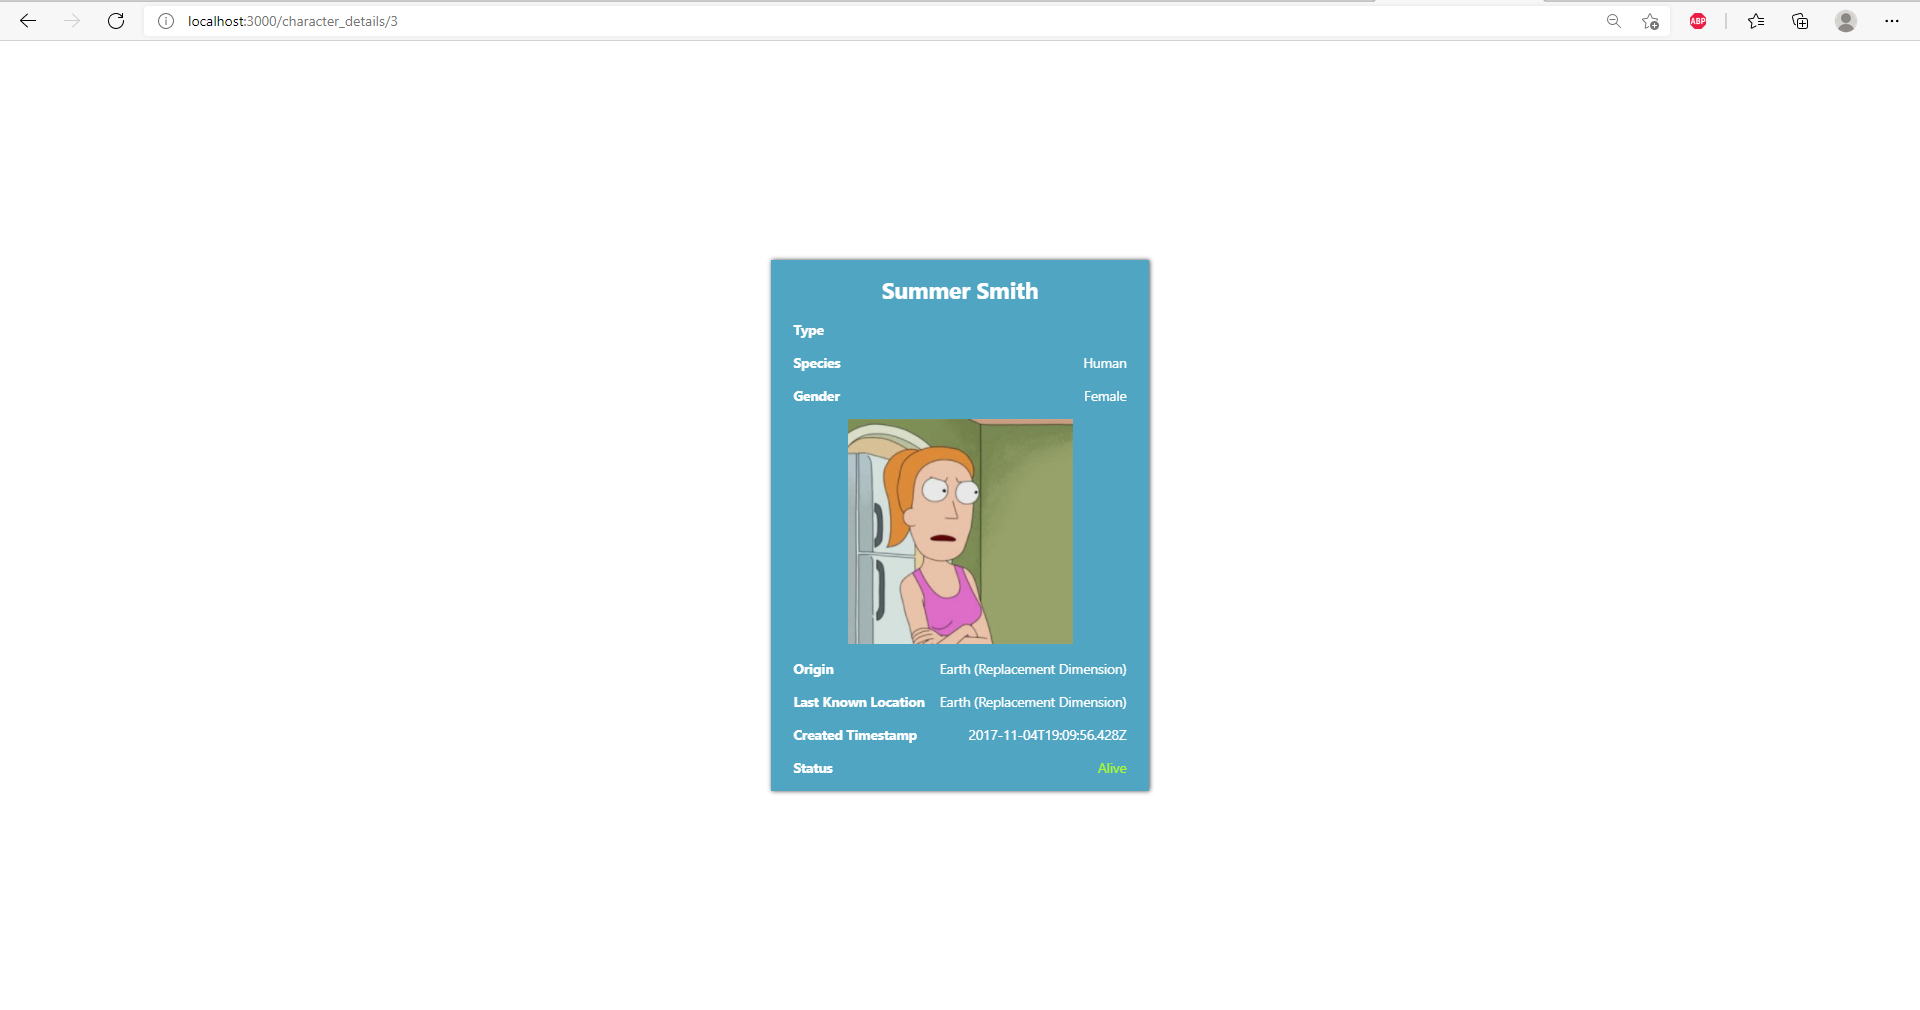 localhost:3000/character_details/3
ABP
Summer Smith
Type
Species Human
Gender Female
Origin Earth (Replacement Dimension)
Last Known Location Earth (Replacement Dimension)
Created Timestamp 2017-11-04T19:09:56.428Z
Status Alive